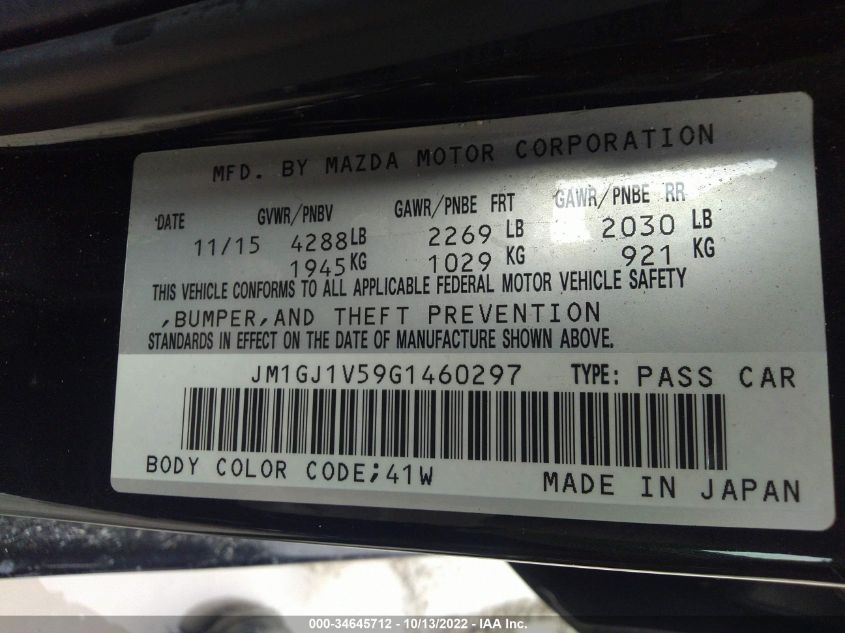 MFD. BY MAZDA MOTOR CORPORATION
DATE GVWR/PNBV GAWR/PNBE FRT GAWR/PNBE RR
11/15 4288LB 2269 LB 2030 LB
1945KG 1029 KG 921 KG
THIS VEHICLE CONFORMS TO ALL APPLICABLE FEDERAL MOTOR VEHICLE SAFETY
,BUMPER,AND THEFT PREVENTION
STANDARDS IN EFFECT ON THE DATE OF MANUFACTURE SHOWN ABOVE.
JM1GJ1V59G1460297 TYPE: PASS CAR
BODY COLOR CODE;41W MADE IN JAPAN
000-34645712 - 10/13/2022 - IAA Inc.